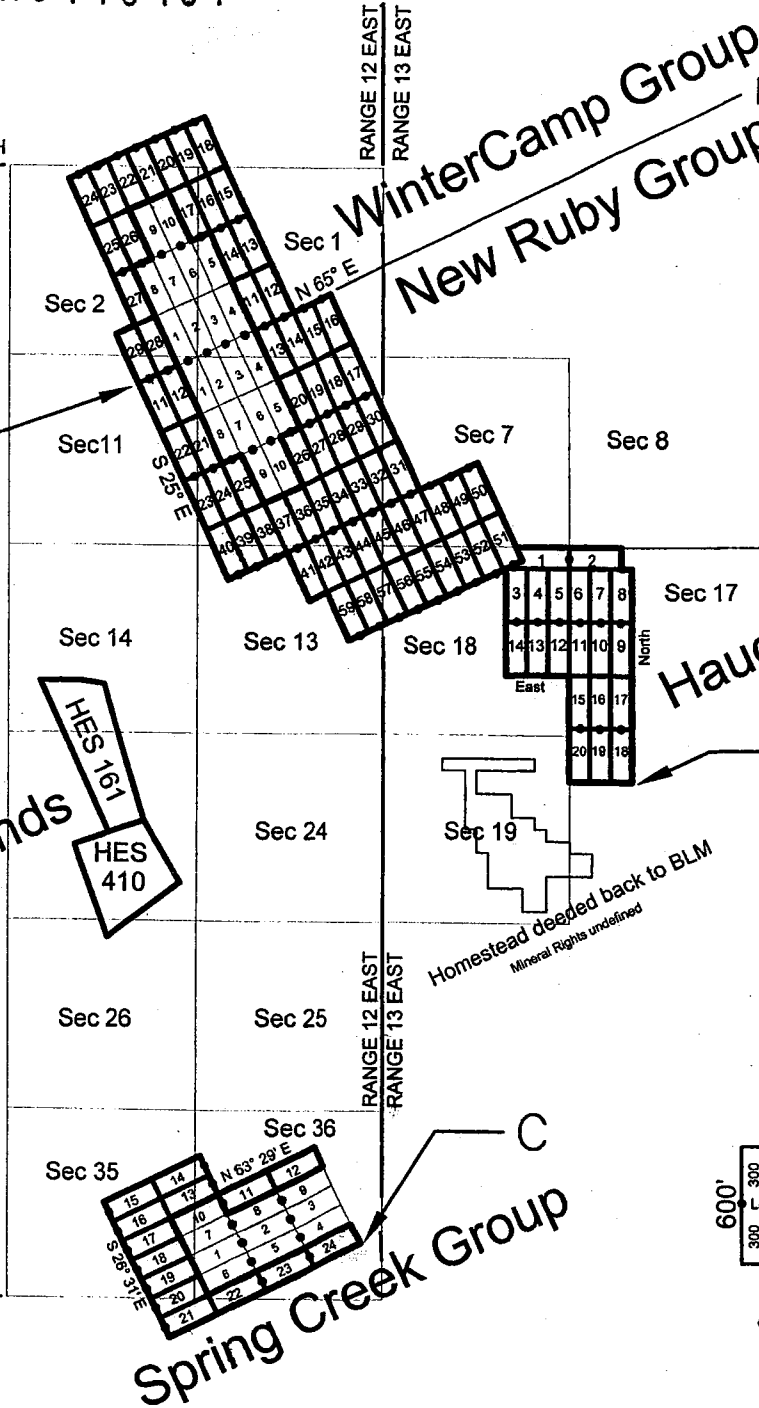 RANGE 12 EAST
RANGE 13 EAST
WinterCamp Group
New Ruby Group
24 23 22 21 20 19 18
25 26 9 10 17 16 15
Sec 1
27 8 7 6 5 14 13
N 65° E
Sec 2
29 28 1 2 3 4 11 12
11 12 1 2 3 4 13 14 15 16
Sec11
22 21 8 7 6 5 20 19 18 17
Sec 7
Sec 8
S 25° E
23 24 25 9 10 26 27 28 29 30
40 39 38 37 36 35 34 33 32 31
41 42 43 44 45 46 47 48 49 50
59 58 57 56 55 54 53 52 51
1 2
3 4 5 6 7 8
Sec 17
14 13 12 11 10 9
North
Sec 14
Sec 13
Sec 18
East
15 16 17
20 19 18
HES 161
HES
410
Sec 24
Sec 19
Homestead deeded back to BLM
Mineral Rights undefined
Sec 26
Sec 25
RANGE 12 EAST
RANGE 13 EAST
C
Sec 36
N 63° 29' E
Sec 35
15 14
16 13 11 12
17 10 8 9
18 7 2 3
19 1 5 4
20 6 23 24
21 22
S 26° 31' E
Spring Creek Group
600'
300
300